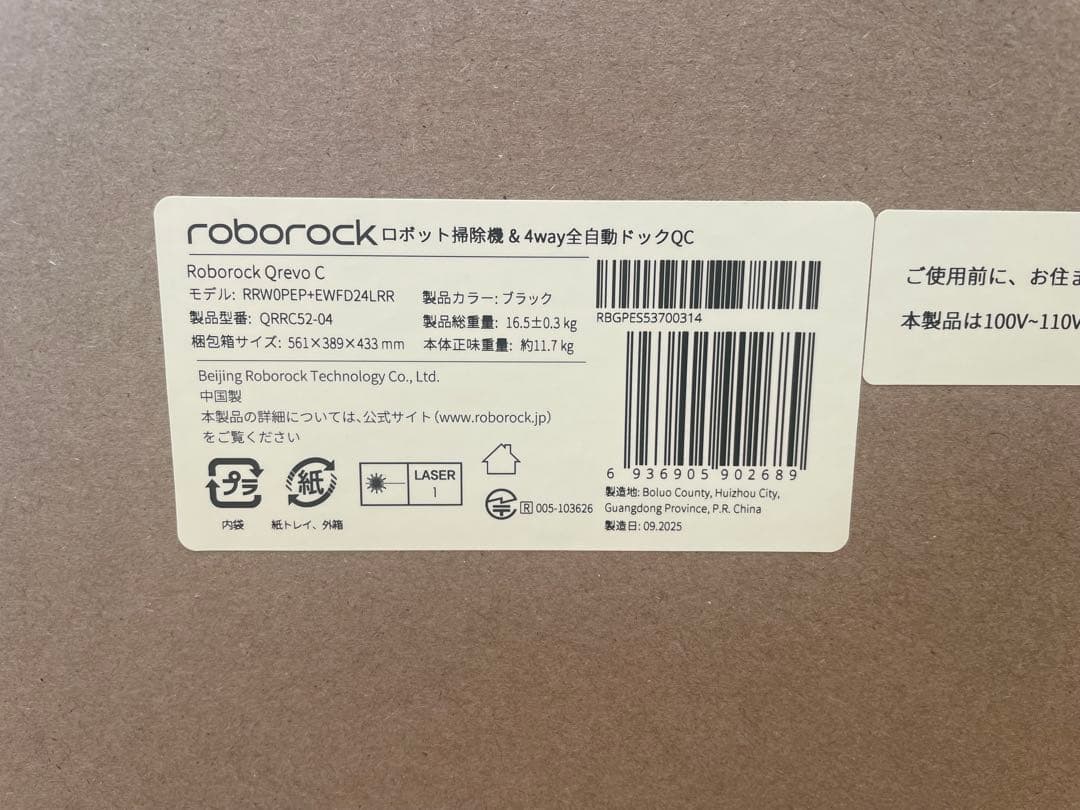 roborock ロボット掃除機 & 4way全自動ドックQC
Roborock Qrevo C
モデル: RRW0PEP+EWFD24LRR
製品カラー: ブラック
製品型番: QRRC52-04
製品総重量: 16.5±0.3 kg
梱包箱サイズ: 561×389×433 mm
本体正味重量: 約11.7 kg
RBGPES53700314
Beijing Roborock Technology Co., Ltd.
中国製
本製品の詳細については、公式サイト(www.roborock.jp)
をご覧ください
プラ
内袋
紙
紙トレイ、外箱
LASER
1
R 005-103626
6 936905 902689
製造地: Boluo County, Huizhou City,
Guangdong Province, P.R. China
製造日: 09.2025
ご使用前に、お住ま
本製品は100V~110V